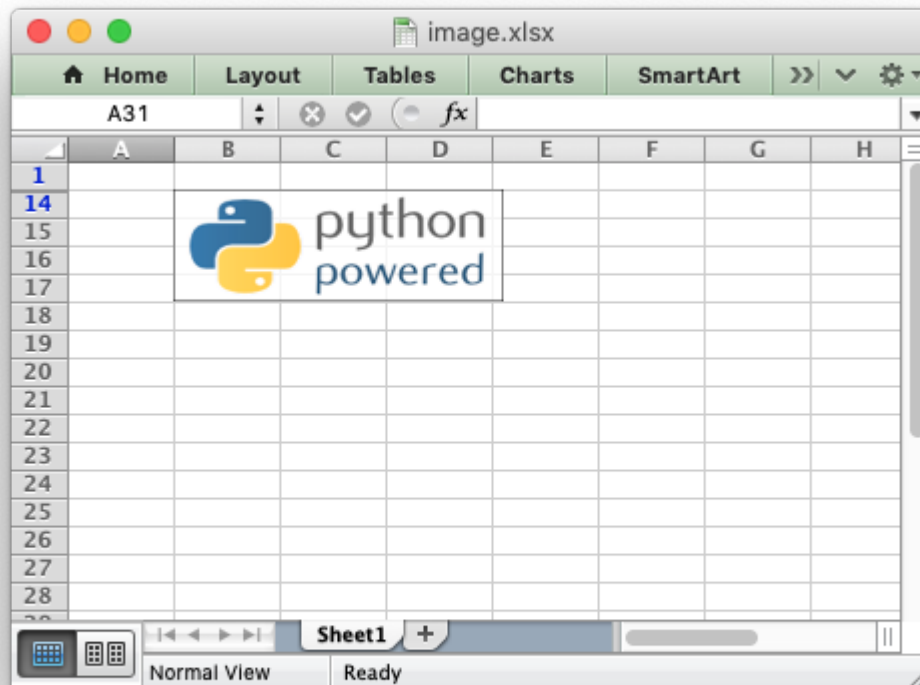 image.xlsx
Home Layout Tables Charts SmartArt
A31 fx
A B C D E F G H
1
14
15
16
17
python
powered
18
19
20
21
22
23
24
25
26
27
28
Sheet1
Normal View Ready